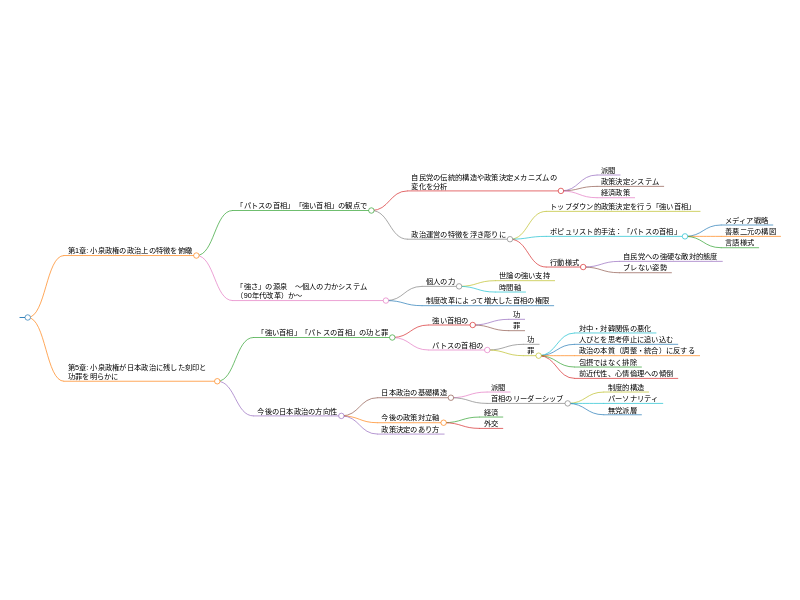 第1章: 小泉政権の政治上の特徴を俯瞰
「パトスの首相」「強い首相」の観点で
自民党の伝統的構造や政策決定メカニズムの
変化を分析
派閥
政策決定システム
経済政策
政治運営の特徴を浮き彫りに
トップダウン的政策決定を行う「強い首相」
ポピュリスト的手法：「パトスの首相」
メディア戦略
善悪二元の構図
言語様式
行動様式
自民党への強硬な敵対的態度
ブレない姿勢
「強さ」の源泉　〜個人の力かシステム
（90年代改革）か〜
個人の力
世論の強い支持
時間軸
制度改革によって増大した首相の権限
第5章: 小泉政権が日本政治に残した刻印と
功罪を明らかに
「強い首相」「パトスの首相」の功と罪
強い首相の
功
罪
パトスの首相の
功
罪
対中・対韓関係の悪化
人びとを思考停止に追い込む
政治の本質（調整・統合）に反する
包摂ではなく排除
前近代性、心情倫理への傾倒
今後の日本政治の方向性
日本政治の基礎構造
派閥
首相のリーダーシップ
制度的構造
パーソナリティ
無党派層
今後の政策対立軸
経済
外交
政策決定のあり方